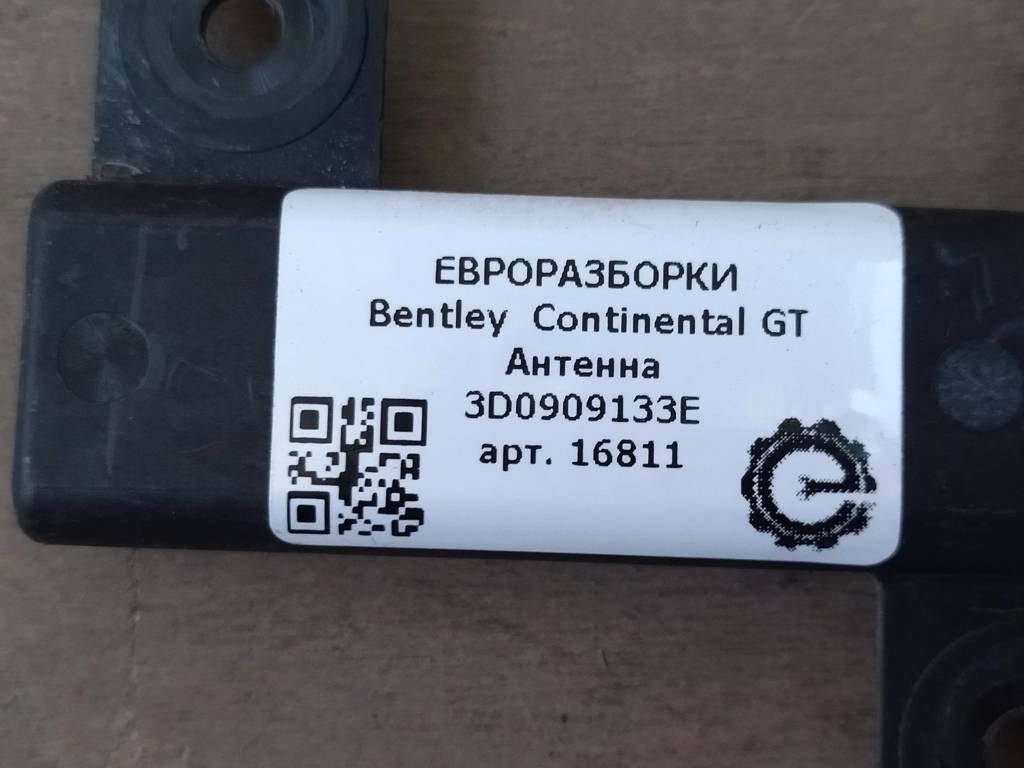 ЕВРОРАЗБОРКИ
Bentley Continental GT
Антенна
3D0909133E
арт. 16811